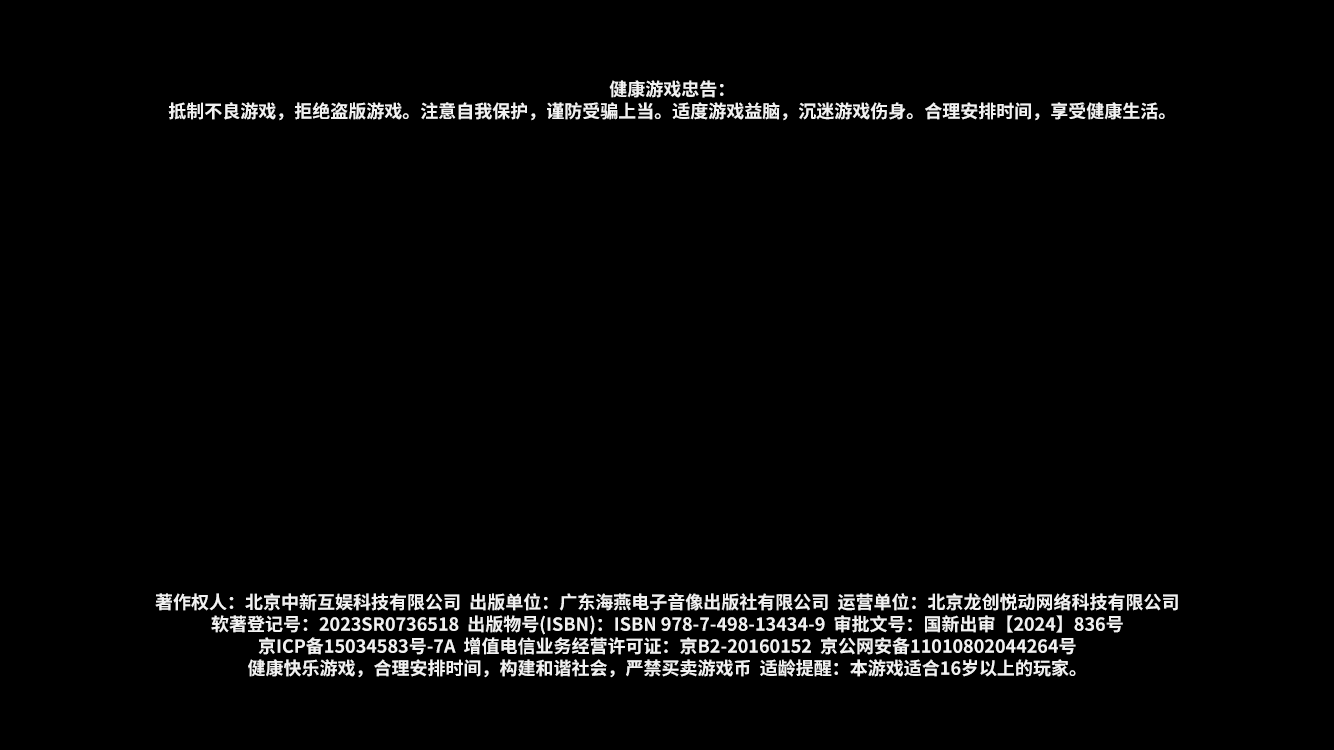 健康游戏忠告：
抵制不良游戏，拒绝盗版游戏。注意自我保护，谨防受骗上当。适度游戏益脑，沉迷游戏伤身。合理安排时间，享受健康生活。
著作权人：北京中新互娱科技有限公司 出版单位：广东海燕电子音像出版社有限公司 运营单位：北京龙创悦动网络科技有限公司
软著登记号：2023SR0736518 出版物号(ISBN)：ISBN 978-7-498-13434-9 审批文号：国新出审【2024】836号
京ICP备15034583号-7A 增值电信业务经营许可证：京B2-20160152 京公网安备11010802044264号
健康快乐游戏，合理安排时间，构建和谐社会，严禁买卖游戏币 适龄提醒：本游戏适合16岁以上的玩家。